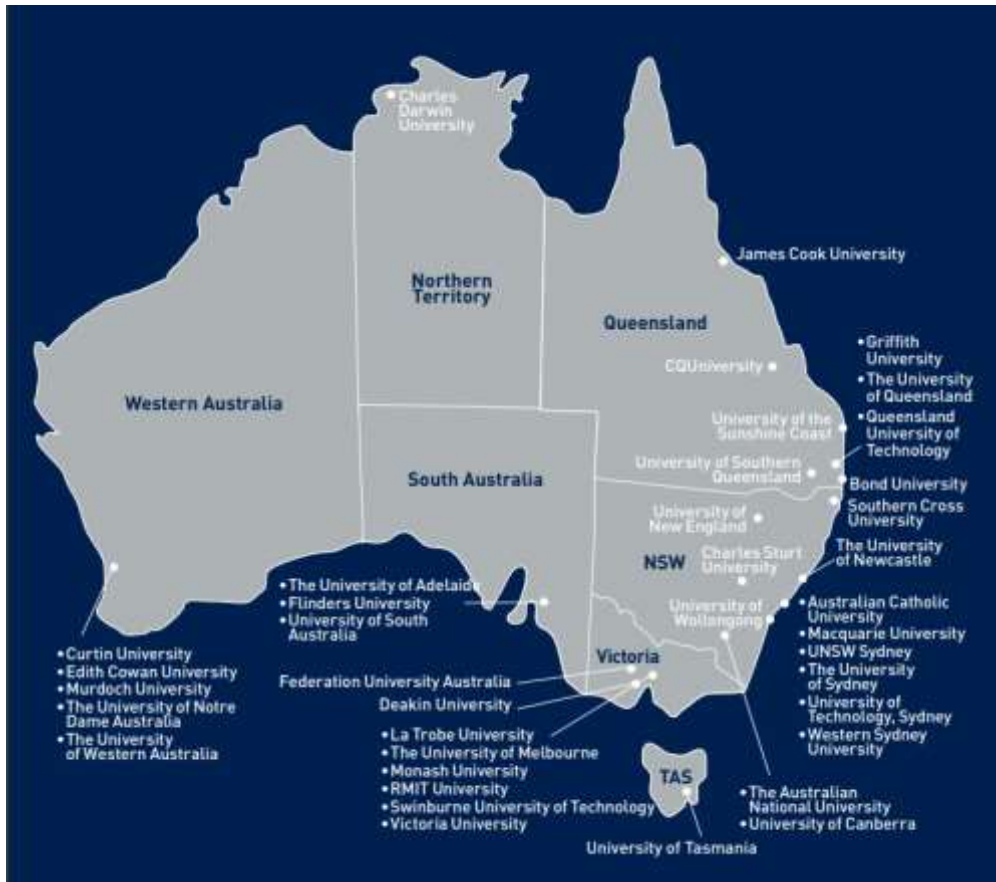 Charles
Darwin
University
James Cook University
Northern
Territory
Queensland
• Griffith
University
• The University
of Queensland
• Queensland
University of
Technology
CQUniversity
Western Australia
University of the
Sunshine Coast
South Australia
University of Southern
Queensland
Bond University
Southern Cross
University
University of
New England
The University
of Newcastle
NSW
Charles Sturt
University
• The University of Adelaide
• Flinders University
• University of South
Australia
University of
Wollongong
• Australian Catholic
University
• Macquarie University
• UNSW Sydney
• The University
of Sydney
• University of
Technology, Sydney
• Western Sydney
University
• Curtin University
• Edith Cowan University
• Murdoch University
• The University of Notre
Dame Australia
• The University
of Western Australia
Victoria
Federation University Australia
Deakin University
• La Trobe University
• The University of Melbourne
• Monash University
• RMIT University
• Swinburne University of Technology
• Victoria University
TAS
• The Australian
National University
• University of Canberra
University of Tasmania